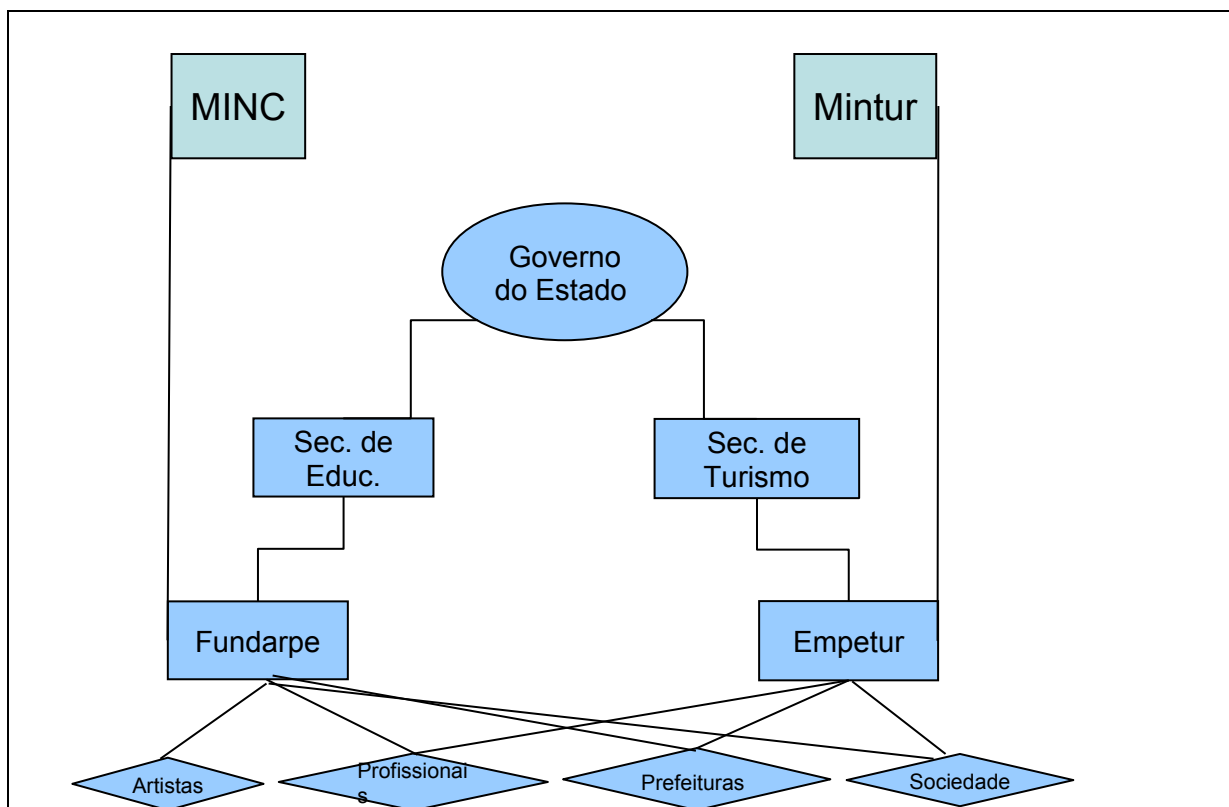 MINC
Mintur
Governo
do Estado
Sec. de
Educ.
Sec. de
Turismo
Fundarpe
Empetur
Artistas
Profissionai
s
Prefeituras
Sociedade